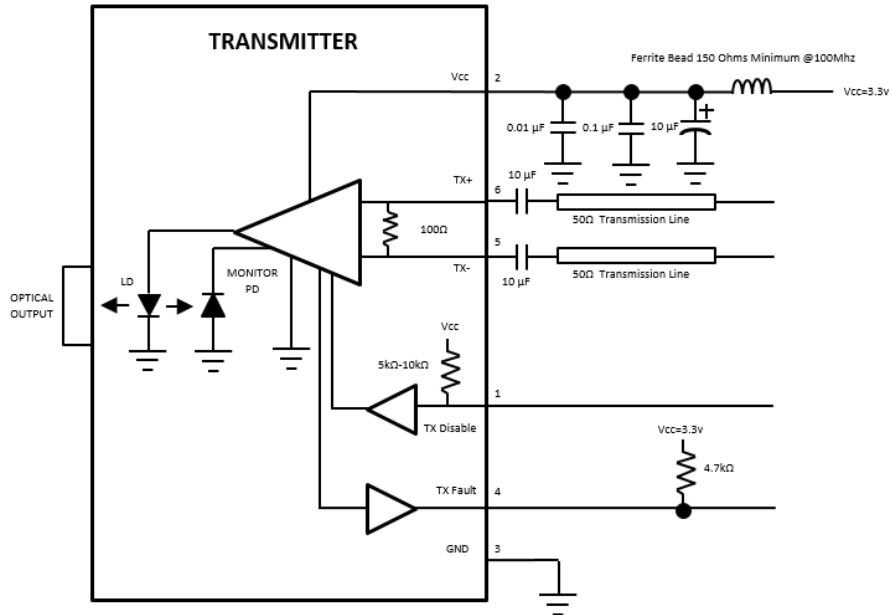 TRANSMITTER
Ferrite Bead 150 Ohms Minimum @100Mhz
Vcc
2
Vcc=3.3v
+
0.01 µF
0.1 µF
10 µF
TX+
6
10 µF
50Ω Transmission Line
100Ω
TX-
5
10 µF
50Ω Transmission Line
OPTICAL
OUTPUT
LD
MONITOR
PD
Vcc
5kΩ-10kΩ
1
TX Disable
Vcc=3.3v
4.7kΩ
TX Fault
4
GND
3